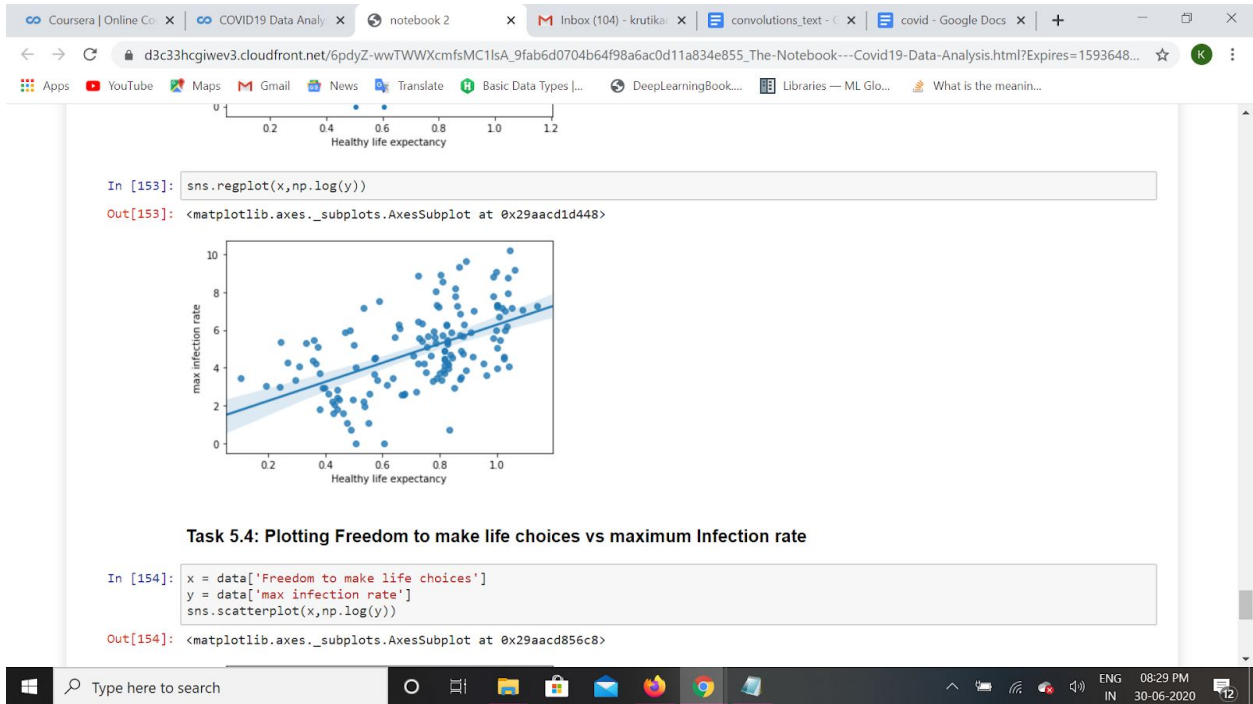 Coursera | Online Co
COVID19 Data Analy
notebook 2
Inbox (104) - krutika
convolutions_text - G
covid - Google Docs
d3c33hcgiwev3.cloudfront.net/6pdyZ-wwTWWXcmfsMC1lsA_9fab6d0704b64f98a6ac0d11a834e855_The-Notebook---Covid19-Data-Analysis.html?Expires=1593648...
K
Apps
YouTube
Maps
Gmail
News
Translate
Basic Data Types |...
DeepLearningBook....
Libraries — ML Glo...
What is the meanin...
0
0.2 0.4 0.6 0.8 1.0 1.2
Healthy life expectancy
In [153]: sns.regplot(x,np.log(y))
Out[153]: <matplotlib.axes._subplots.AxesSubplot at 0x29aacd1d448>
10
8
6
4
2
0
max infection rate
0.2 0.4 0.6 0.8 1.0
Healthy life expectancy
Task 5.4: Plotting Freedom to make life choices vs maximum Infection rate
In [154]: x = data['Freedom to make life choices']
y = data['max infection rate']
sns.scatterplot(x,np.log(y))
Out[154]: <matplotlib.axes._subplots.AxesSubplot at 0x29aacd856c8>
Type here to search
ENG
IN
08:29 PM
30-06-2020
12